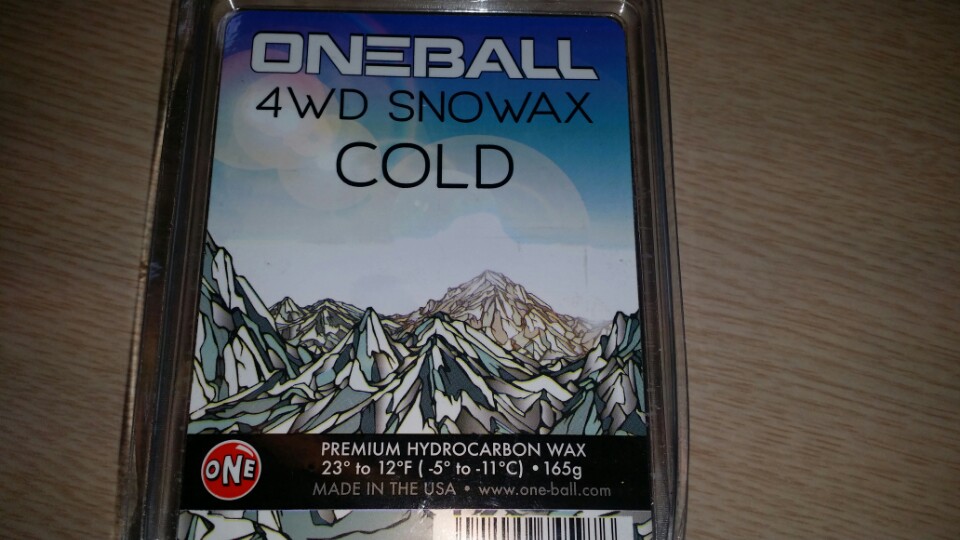 ONEBALL
4WD SNOWAX
COLD
ONE
PREMIUM HYDROCARBON WAX
23° to 12°F ( -5° to -11°C) • 165g
MADE IN THE USA • www.one-ball.com